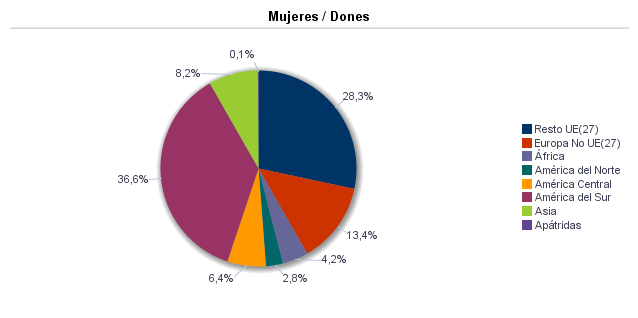 Mujeres / Dones
0,1%
8,2%
28,3%
36,6%
13,4%
4,2%
2,8%
6,4%
Resto UE(27)
Europa No UE(27)
África
América del Norte
América Central
América del Sur
Asia
Apátridas